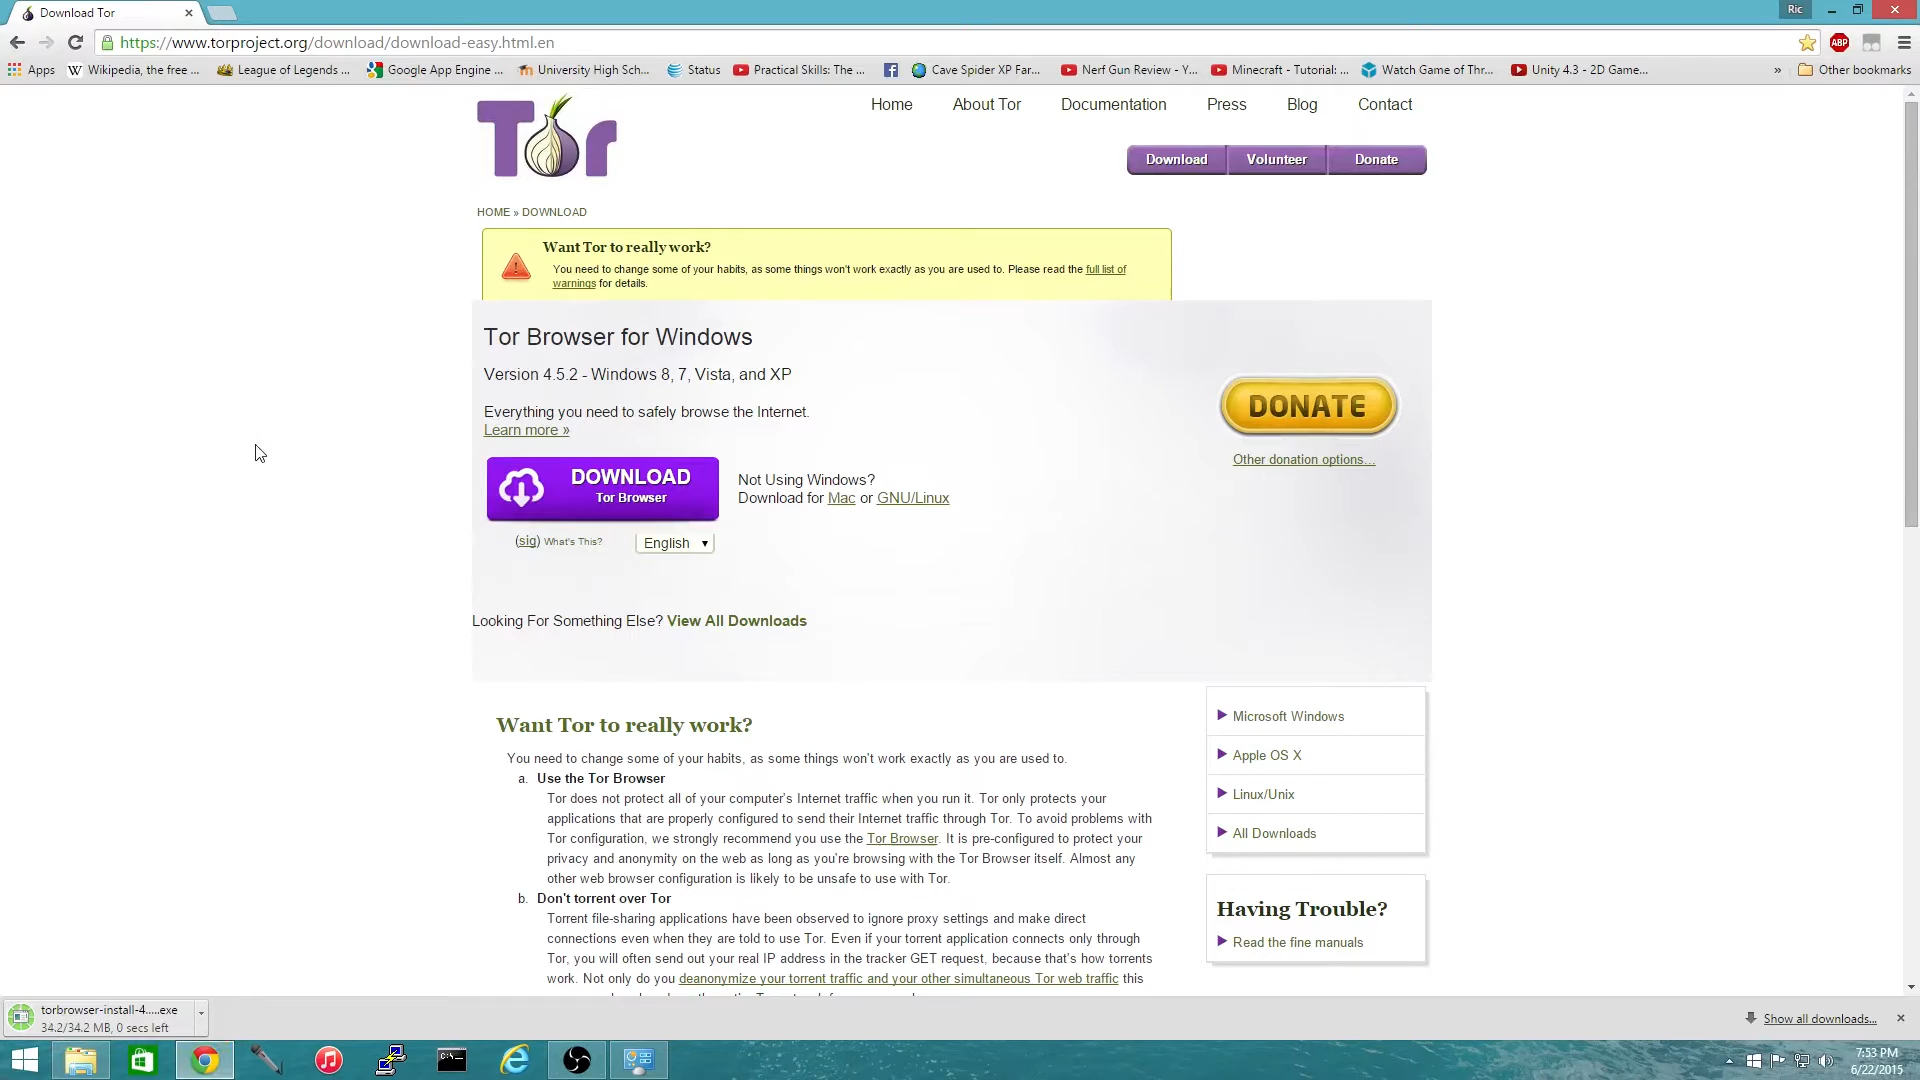 Download Tor
Ric
https://www.torproject.org/download/download-easy.html.en
ABP
Apps
Wikipedia, the free ...
League of Legends ...
Google App Engine ...
University High Sch...
Status
Practical Skills: The ...
Cave Spider XP Far...
Nerf Gun Review - Y...
Minecraft - Tutorial: ...
Watch Game of Thr...
Unity 4.3 - 2D Game...
»
Other bookmarks
Tor
Home
About Tor
Documentation
Press
Blog
Contact
Download
Volunteer
Donate
HOME » DOWNLOAD
Want Tor to really work?
You need to change some of your habits, as some things won't work exactly as you are used to. Please read the full list of
warnings for details.
Tor Browser for Windows
Version 4.5.2 - Windows 8, 7, Vista, and XP
Everything you need to safely browse the Internet.
Learn more »
DONATE
Other donation options...
DOWNLOAD
Tor Browser
Not Using Windows?
Download for Mac or GNU/Linux
(sig) What's This?
English
Looking For Something Else? View All Downloads
Want Tor to really work?
You need to change some of your habits, as some things won't work exactly as you are used to.
a. Use the Tor Browser
Tor does not protect all of your computer's Internet traffic when you run it. Tor only protects your
applications that are properly configured to send their Internet traffic through Tor. To avoid problems with
Tor configuration, we strongly recommend you use the Tor Browser. It is pre-configured to protect your
privacy and anonymity on the web as long as you're browsing with the Tor Browser itself. Almost any
other web browser configuration is likely to be unsafe to use with Tor.
b. Don't torrent over Tor
Torrent file-sharing applications have been observed to ignore proxy settings and make direct
connections even when they are told to use Tor. Even if your torrent application connects only through
Tor, you will often send out your real IP address in the tracker GET request, because that's how torrents
work. Not only do you deanonymize your torrent traffic and your other simultaneous Tor web traffic this
Microsoft Windows
Apple OS X
Linux/Unix
All Downloads
Having Trouble?
Read the fine manuals
torbrowser-install-4.....exe
34.2/34.2 MB, 0 secs left
Show all downloads...
7:53 PM
6/22/2015